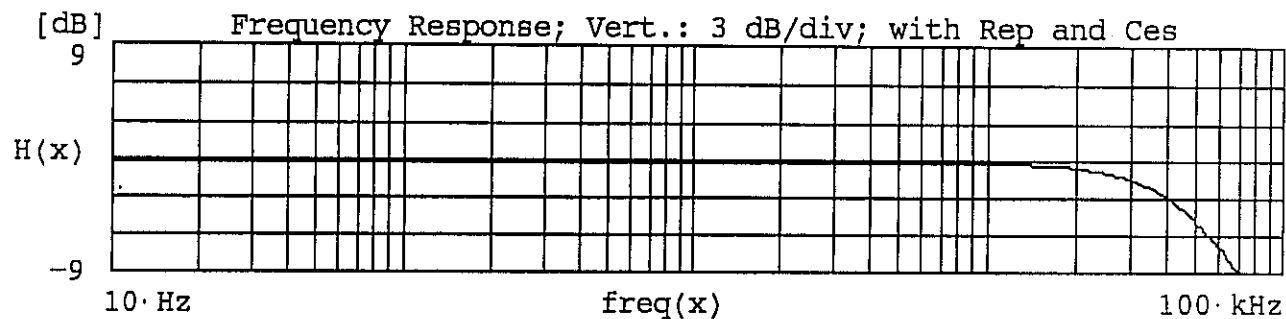 [dB] Frequency Response; Vert.: 3 dB/div; with Rep and Ces
9
H(x)
-9
10·Hz freq(x) 100·kHz